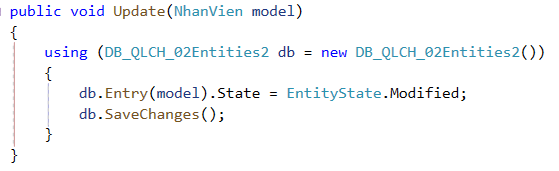 public void Update(NhanVien model)
{
using (DB_QLCH_02Entities2 db = new DB_QLCH_02Entities2())
{
db.Entry(model).State = EntityState.Modified;
db.SaveChanges();
}
}